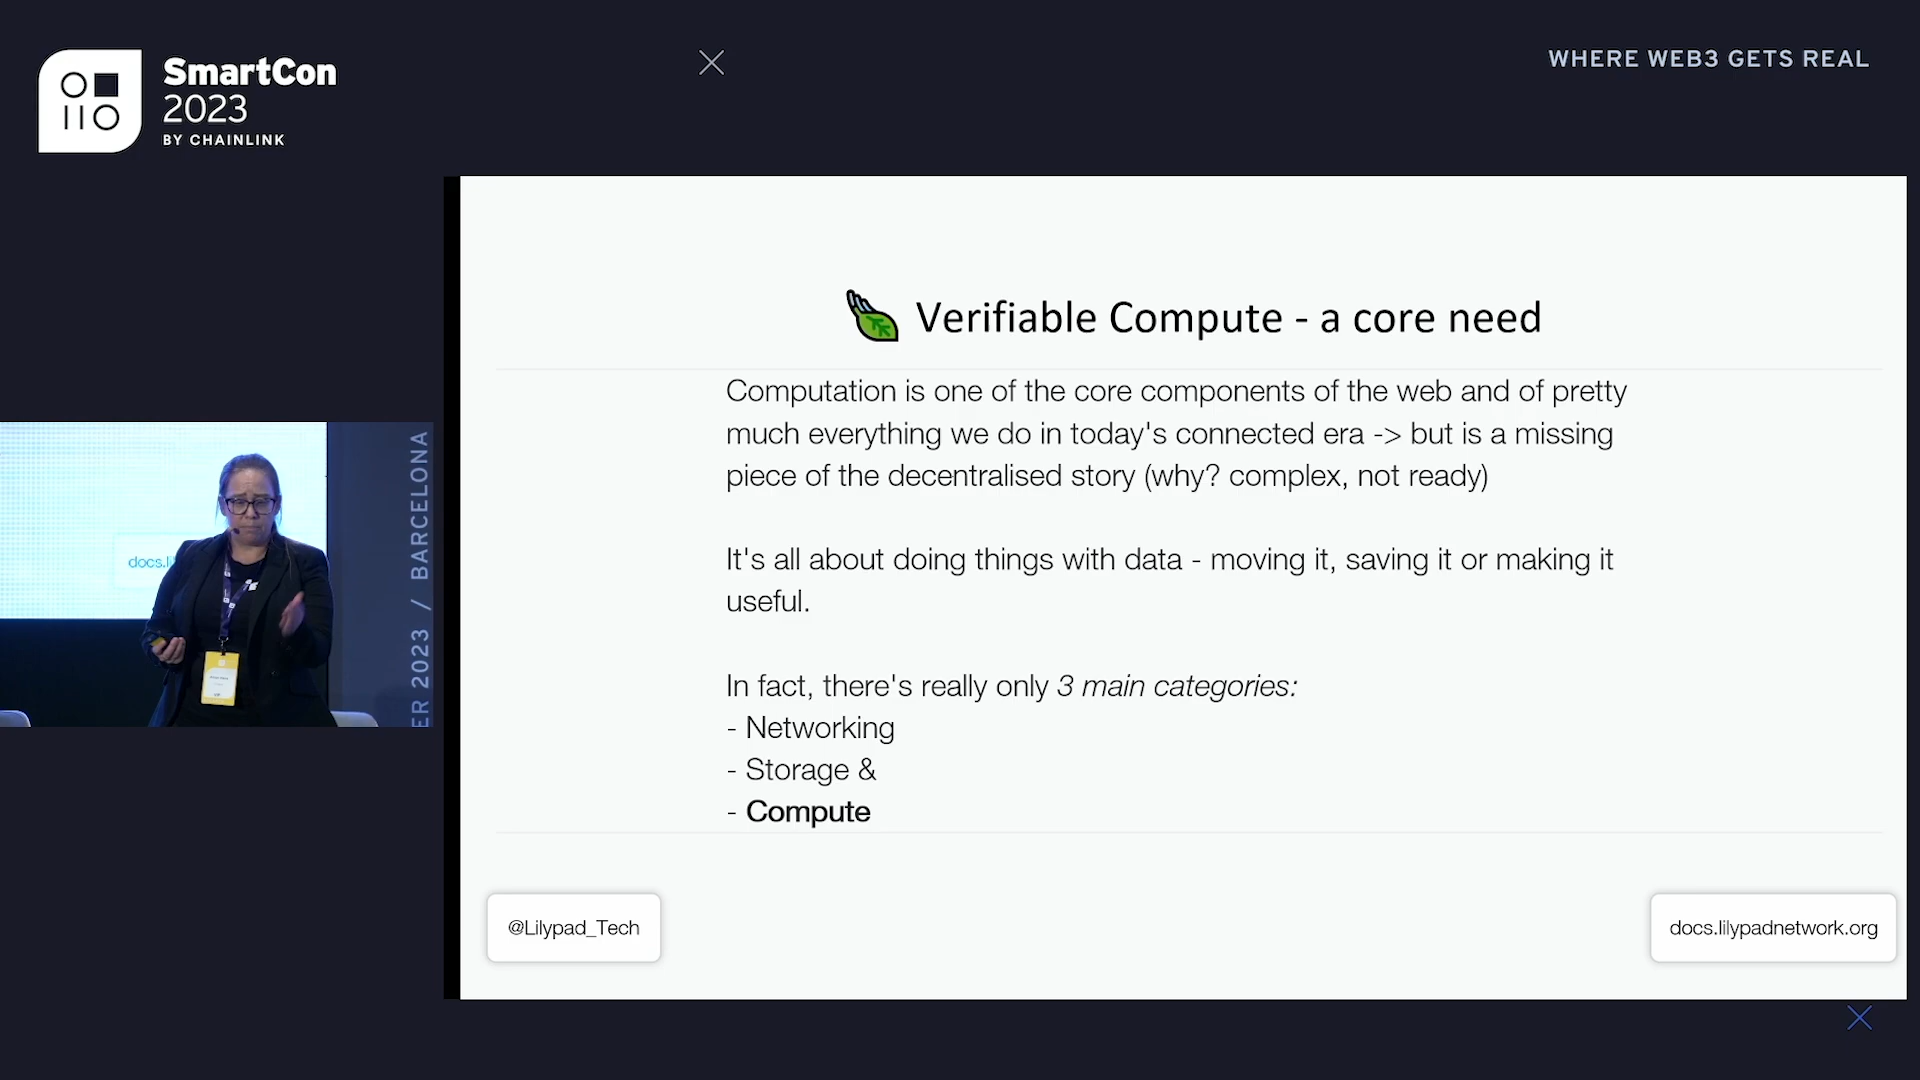 SmartCon
2023
BY CHAINLINK
WHERE WEB3 GETS REAL
Verifiable Compute - a core need
Computation is one of the core components of the web and of pretty
much everything we do in today's connected era -> but is a missing
piece of the decentralised story (why? complex, not ready)
It's all about doing things with data - moving it, saving it or making it
useful.
In fact, there's really only 3 main categories:
- Networking
- Storage &
- Compute
@Lilypad_Tech
docs.lilypadnetwork.org
docs.li
ER 2023 / BARCELONA